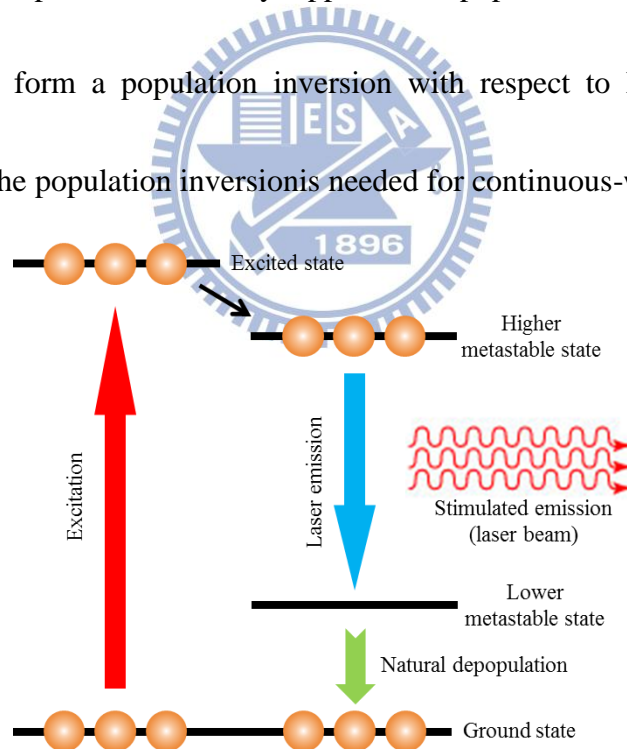 form a population inversion with respect to
he population inversionis needed for continuous-
E S A
1896
Excited state
Higher
metastable state
Excitation
Laser emission
Stimulated emission
(laser beam)
Lower
metastable state
Natural depopulation
Ground state